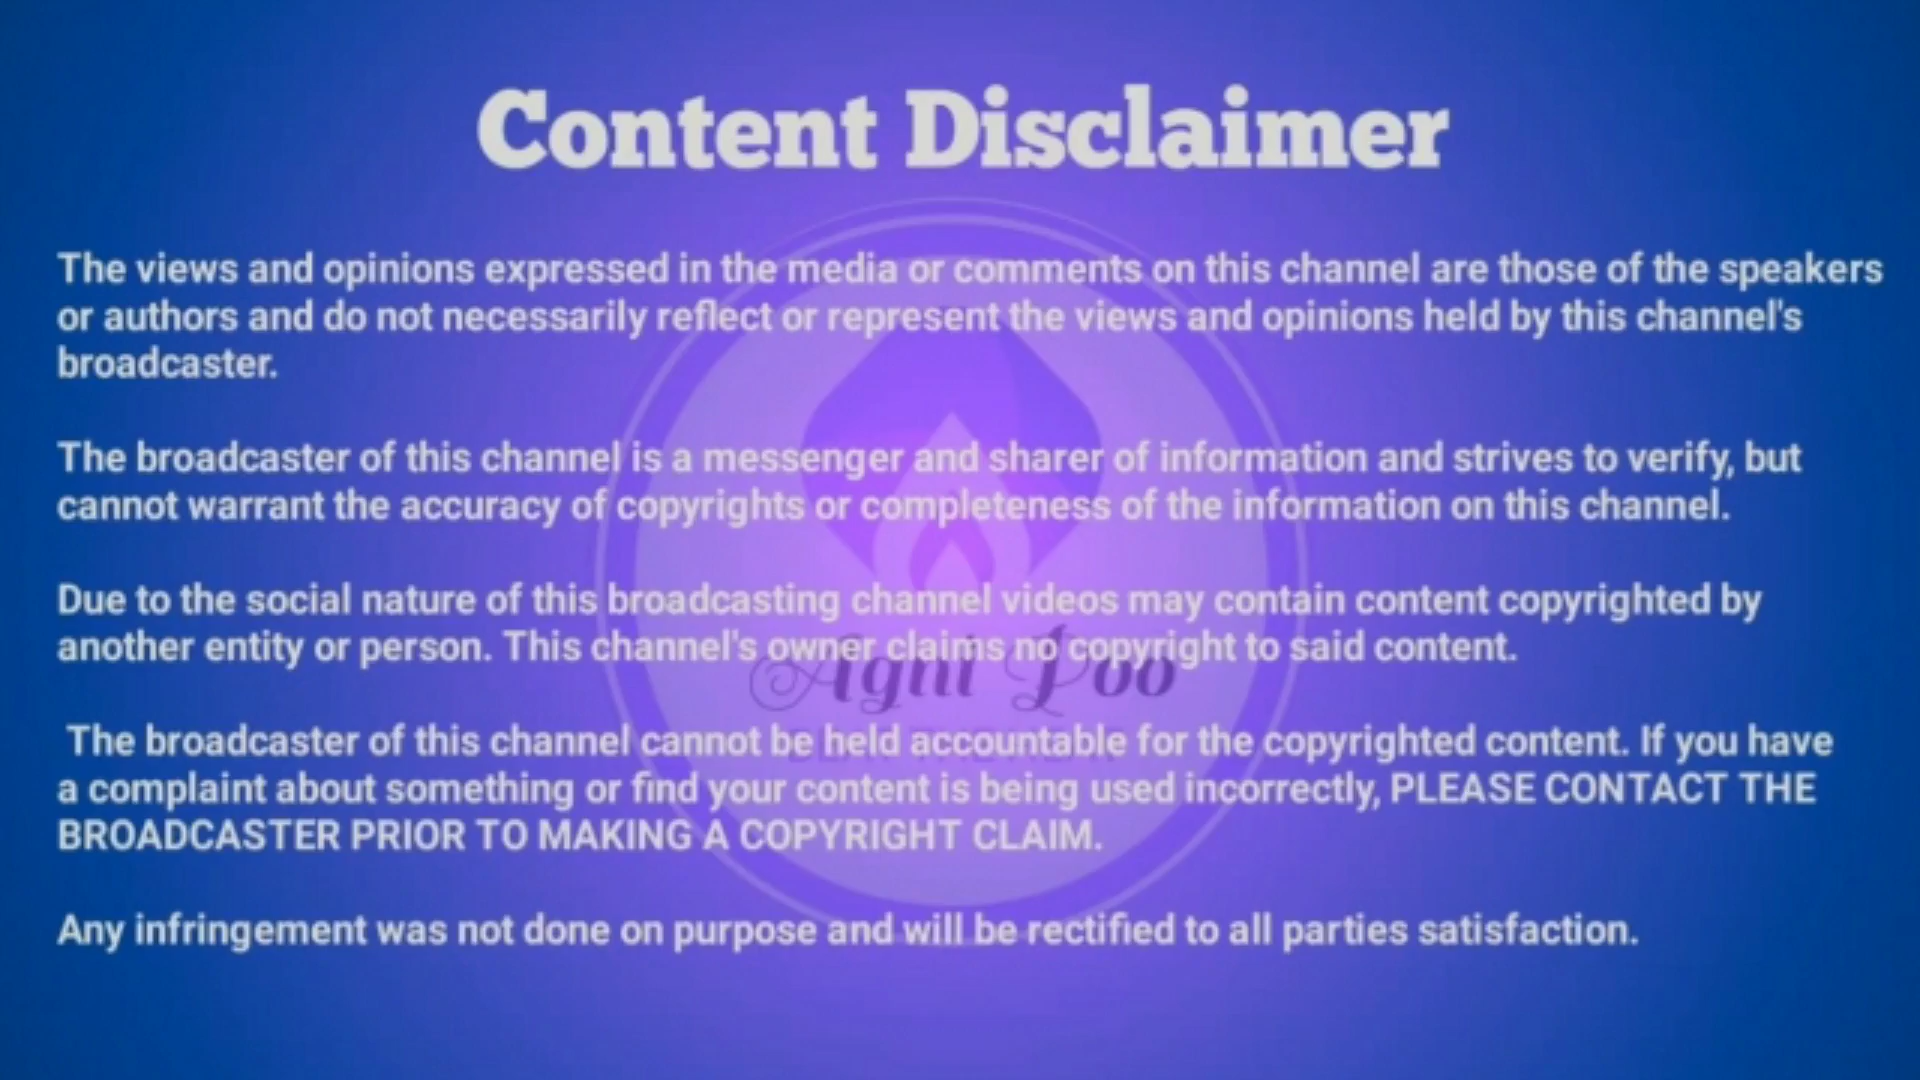 Content Disclaimer
The views and opinions expressed in the media or comments on this channel are those of the speakers
or authors and do not necessarily reflect or represent the views and opinions held by this channel's
broadcaster.
The broadcaster of this channel is a messenger and sharer of information and strives to verify, but
cannot warrant the accuracy of copyrights or completeness of the information on this channel.
Due to the social nature of this broadcasting channel videos may contain content copyrighted by
another entity or person. This channel's owner claims no copyright to said content.
Agni Poo
The broadcaster of this channel cannot be held accountable for the copyrighted content. If you have
a complaint about something or find your content is being used incorrectly, PLEASE CONTACT THE
BROADCASTER PRIOR TO MAKING A COPYRIGHT CLAIM.
Any infringement was not done on purpose and will be rectified to all parties satisfaction.